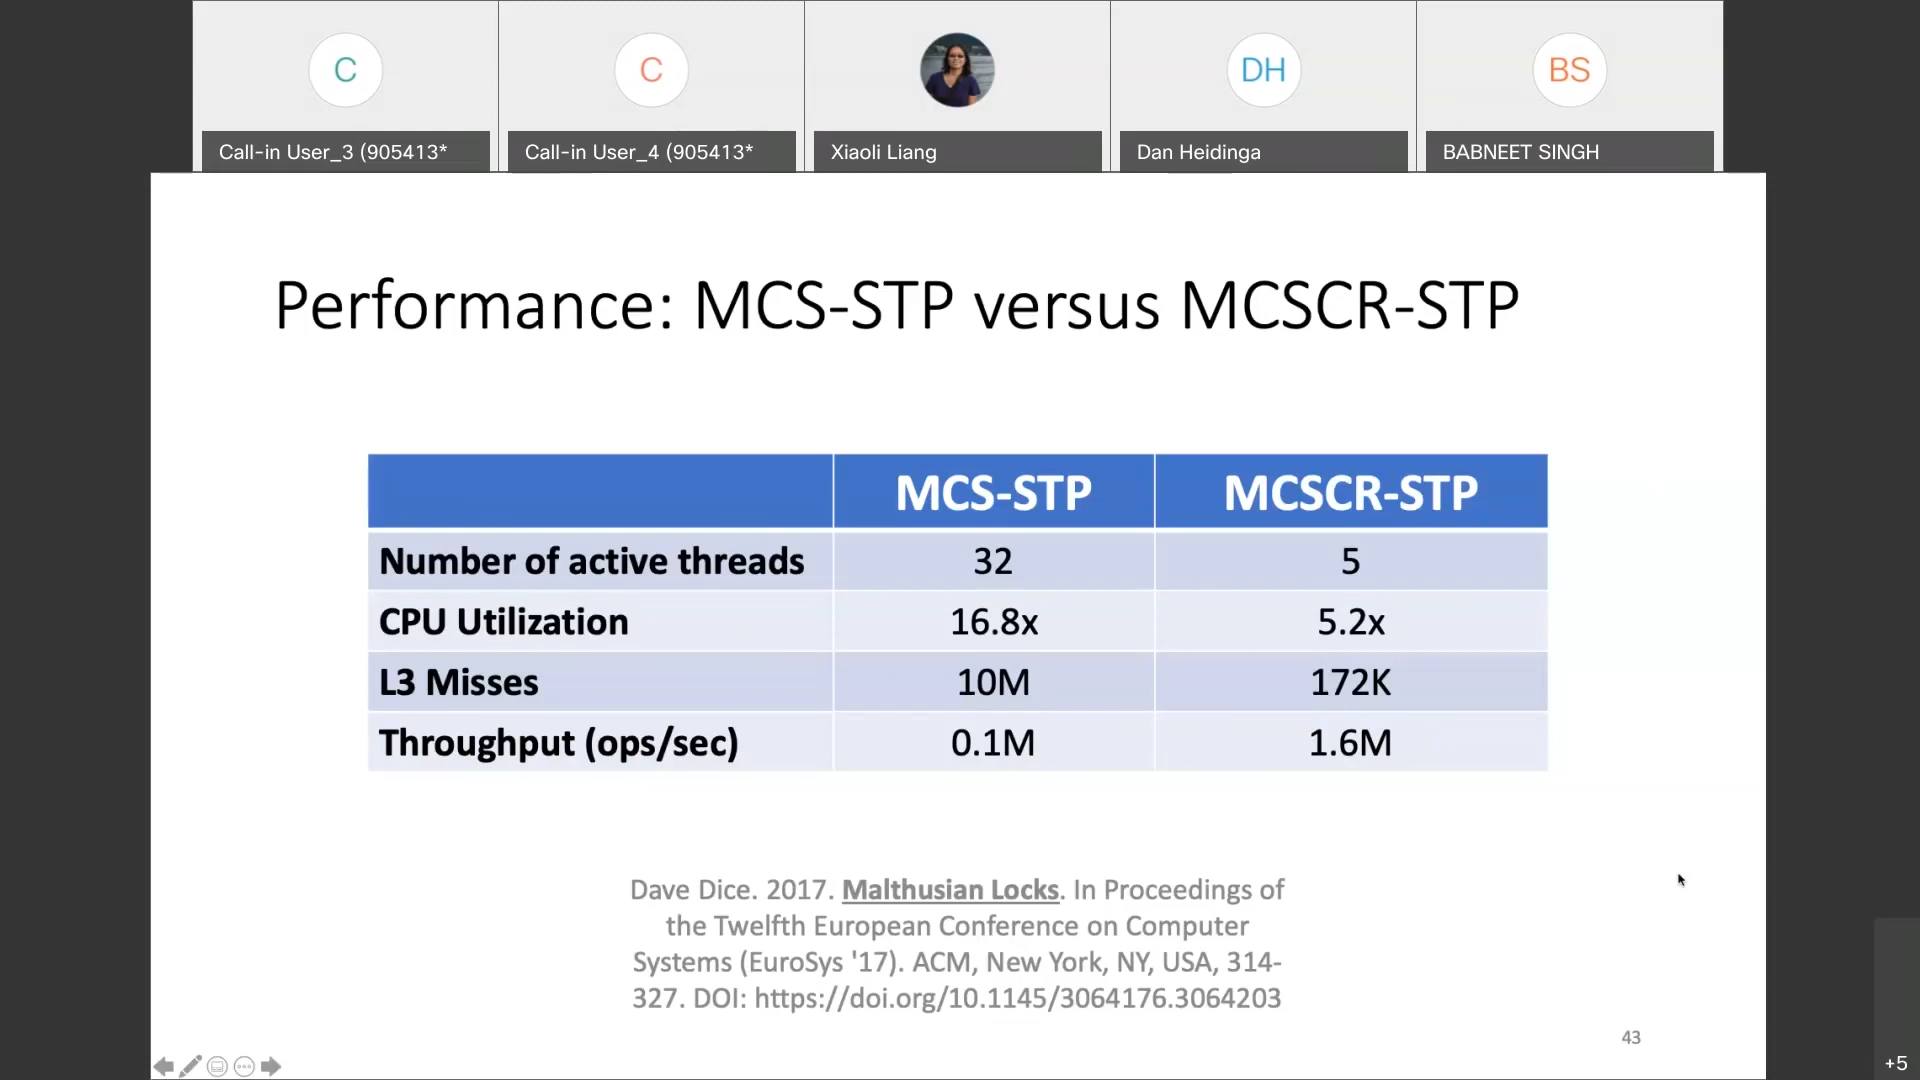 C
C
DH
BS
Call-in User_3 (905413*
Call-in User_4 (905413*
Xiaoli Liang
Dan Heidinga
BABNEET SINGH
Performance: MCS-STP versus MCSCR-STP
MCS-STP
MCSCR-STP
Number of active threads
32
5
CPU Utilization
16.8x
5.2x
L3 Misses
10M
172K
Throughput (ops/sec)
0.1M
1.6M
Dave Dice. 2017. Malthusian Locks. In Proceedings of
the Twelfth European Conference on Computer
Systems (EuroSys '17). ACM, New York, NY, USA, 314-
327. DOI: https://doi.org/10.1145/3064176.3064203
43
+5